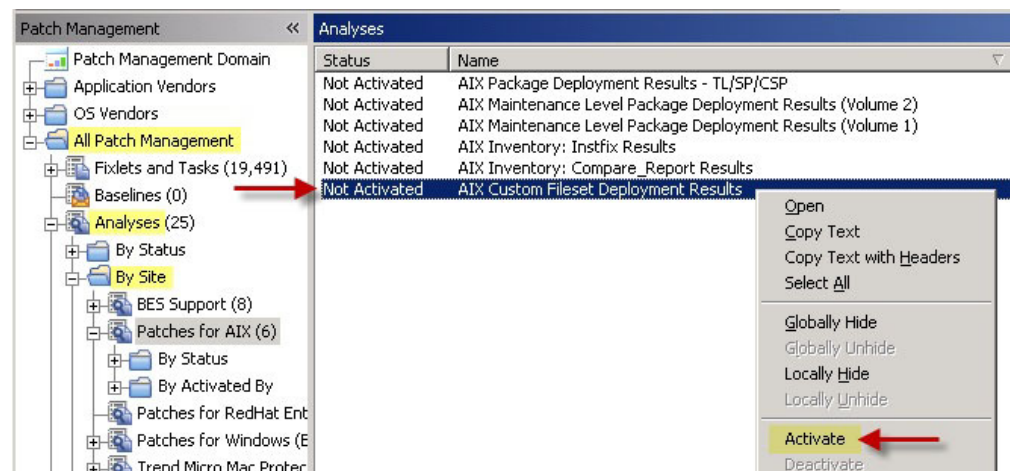 Patch Management «
Patch Management Domain
Application Vendors
OS Vendors
All Patch Management
Fixlets and Tasks (19,491)
Baselines (0)
Analyses (25)
By Status
By Site
BES Support (8)
Patches for AIX (6)
By Status
By Activated By
Patches for RedHat Ent
Patches for Windows (E
Trend Micro Mac Protec
Analyses
Status Name
Not Activated AIX Package Deployment Results - TL/SP/CSP
Not Activated AIX Maintenance Level Package Deployment Results (Volume 2)
Not Activated AIX Maintenance Level Package Deployment Results (Volume 1)
Not Activated AIX Inventory: Instfix Results
Not Activated AIX Inventory: Compare_Report Results
Not Activated AIX Custom Fileset Deployment Results
Open
Copy Text
Copy Text with Headers
Select All
Globally Hide
Globally Unhide
Locally Hide
Locally Unhide
Activate
Deactivate